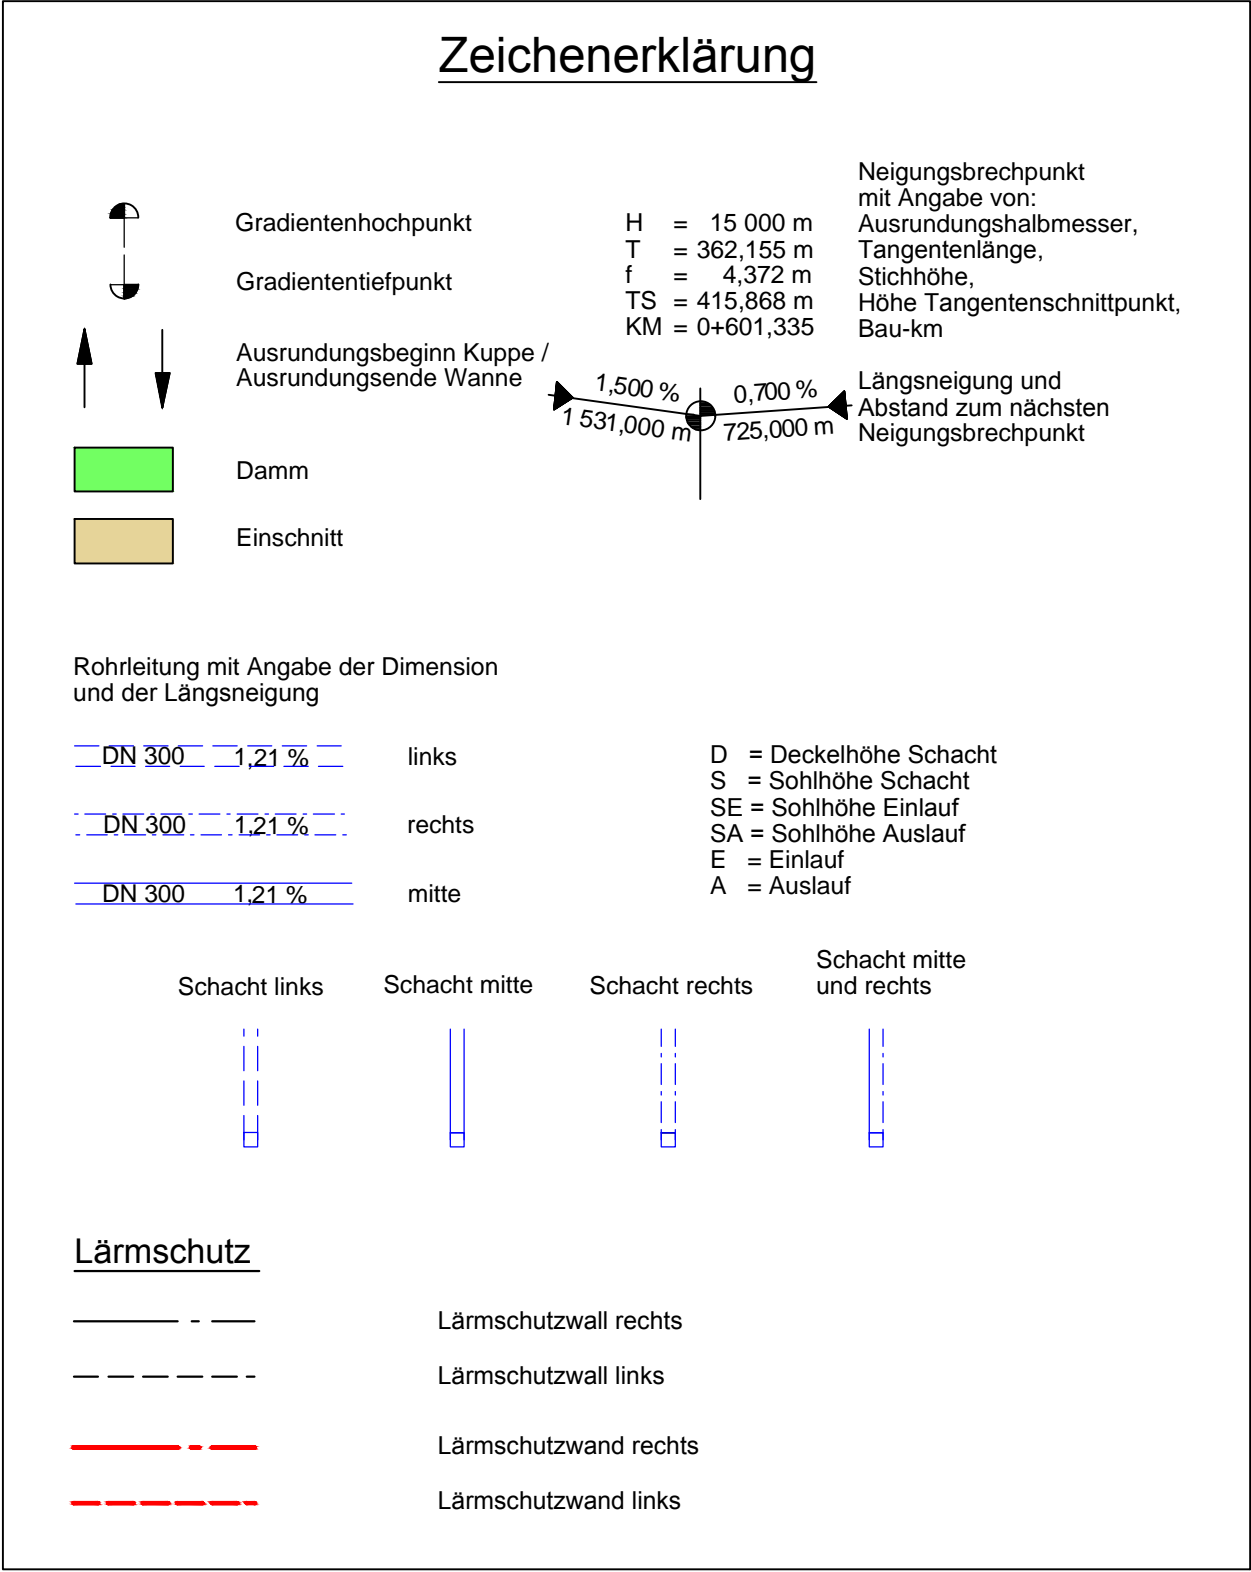 Zeichenerklärung
Gradientenhochpunkt
Gradiententiefpunkt
Ausrundungsbeginn Kuppe /
Ausrundungsende Wanne
Damm
Einschnitt
H = 15 000 m
T = 362,155 m
f = 4,372 m
TS = 415,868 m
KM = 0+601,335
Neigungsbrechpunkt
mit Angabe von:
Ausrundungshalbmesser,
Tangentenlänge,
Stichhöhe,
Höhe Tangentenschnittpunkt,
Bau-km
1,500 %
0,700 %
1 531,000 m
725,000 m
Längsneigung und
Abstand zum nächsten
Neigungsbrechpunkt
Rohrleitung mit Angabe der Dimension
und der Längsneigung
DN 300 1,21 % links
DN 300 1,21 % rechts
DN 300 1,21 % mitte
D = Deckelhöhe Schacht
S = Sohlhöhe Schacht
SE = Sohlhöhe Einlauf
SA = Sohlhöhe Auslauf
E = Einlauf
A = Auslauf
Schacht links
Schacht mitte
Schacht rechts
Schacht mitte
und rechts
Lärmschutz
Lärmschutzwall rechts
Lärmschutzwall links
Lärmschutzwand rechts
Lärmschutzwand links